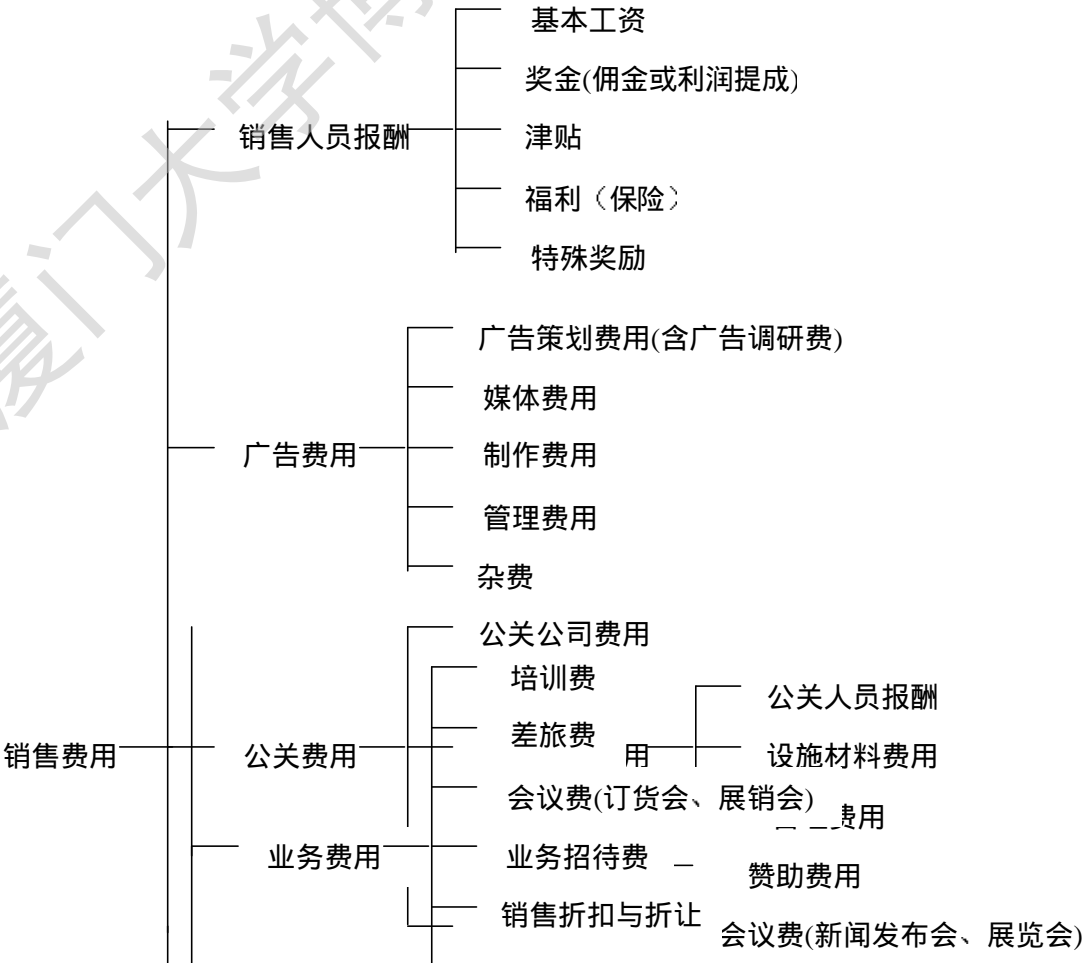 基本工资
奖金(佣金或利润提成)
销售人员报酬
津贴
福利（保险）
特殊奖励
广告策划费用(含广告调研费)
媒体费用
广告费用
制作费用
管理费用
杂费
公关公司费用
培训费
公关人员报酬
差旅费
销售费用
公关费用
用
设施材料费用
会议费(订货会、展销会)
费用
业务费用
业务招待费
赞助费用
销售折扣与折让
会议费(新闻发布会、展览会)
厦门大学博